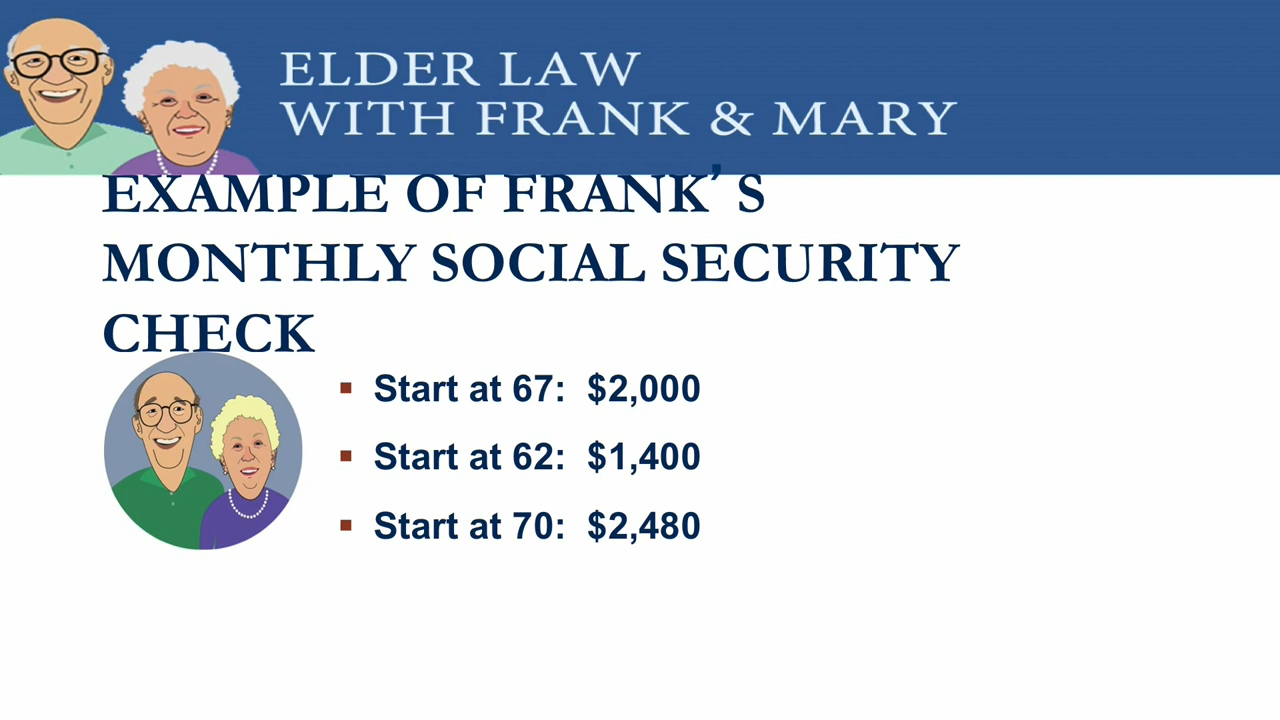 ELDER LAW
WITH FRANK & MARY
EXAMPLE OF FRANK’S
MONTHLY SOCIAL SECURITY
CHECK
▪ Start at 67: $2,000
▪ Start at 62: $1,400
▪ Start at 70: $2,480